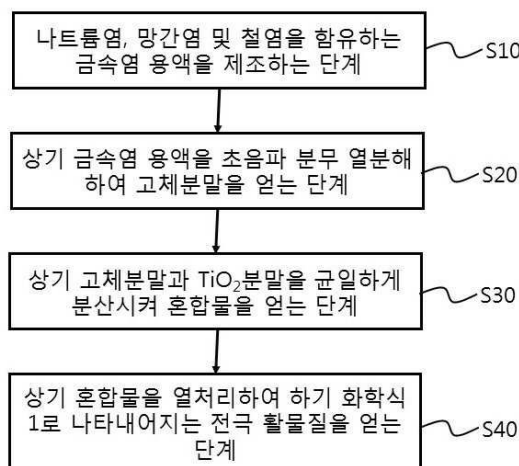 나트륨염, 망간염 및 철염을 함유하는
금속염 용액을 제조하는 단계
S10
상기 금속염 용액을 초음파 분무 열분해
하여 고체분말을 얻는 단계
S20
상기 고체분말과 TiO₂분말을 균일하게
분산시켜 혼합물을 얻는 단계
S30
상기 혼합물을 열처리하여 하기 화학식
1로 나타내어지는 전극 활물질을 얻는
단계
S40